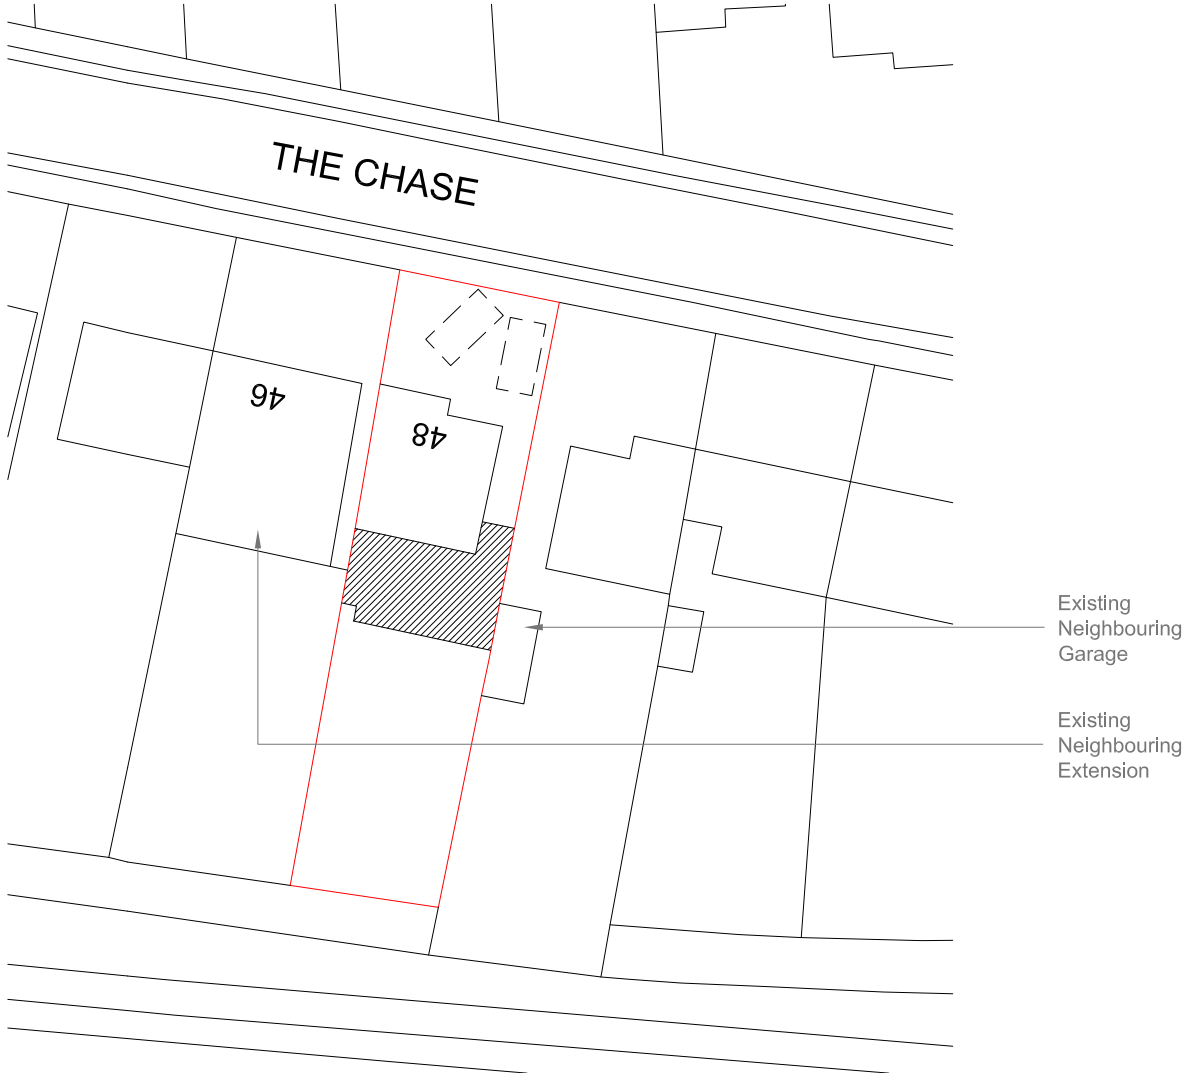 THE CHASE
46
48
Existing
Neighbouring
Garage
Existing
Neighbouring
Extension